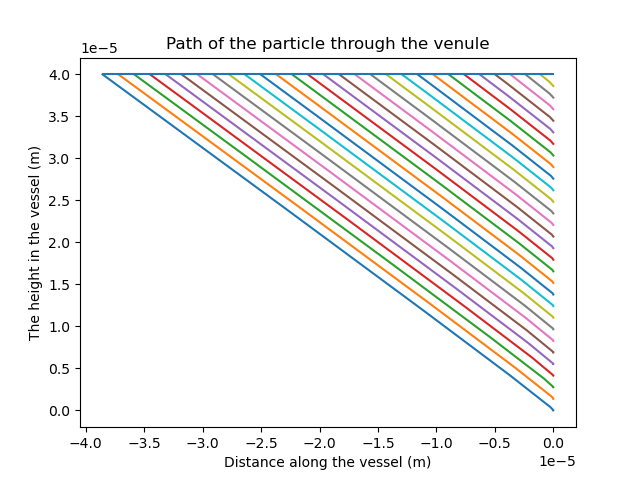 Path of the particle through the venule
1e−5
4.0
3.5
3.0
2.5
2.0
1.5
1.0
0.5
0.0
The height in the vessel (m)
−4.0 −3.5 −3.0 −2.5 −2.0 −1.5 −1.0 −0.5 0.0
1e−5
Distance along the vessel (m)